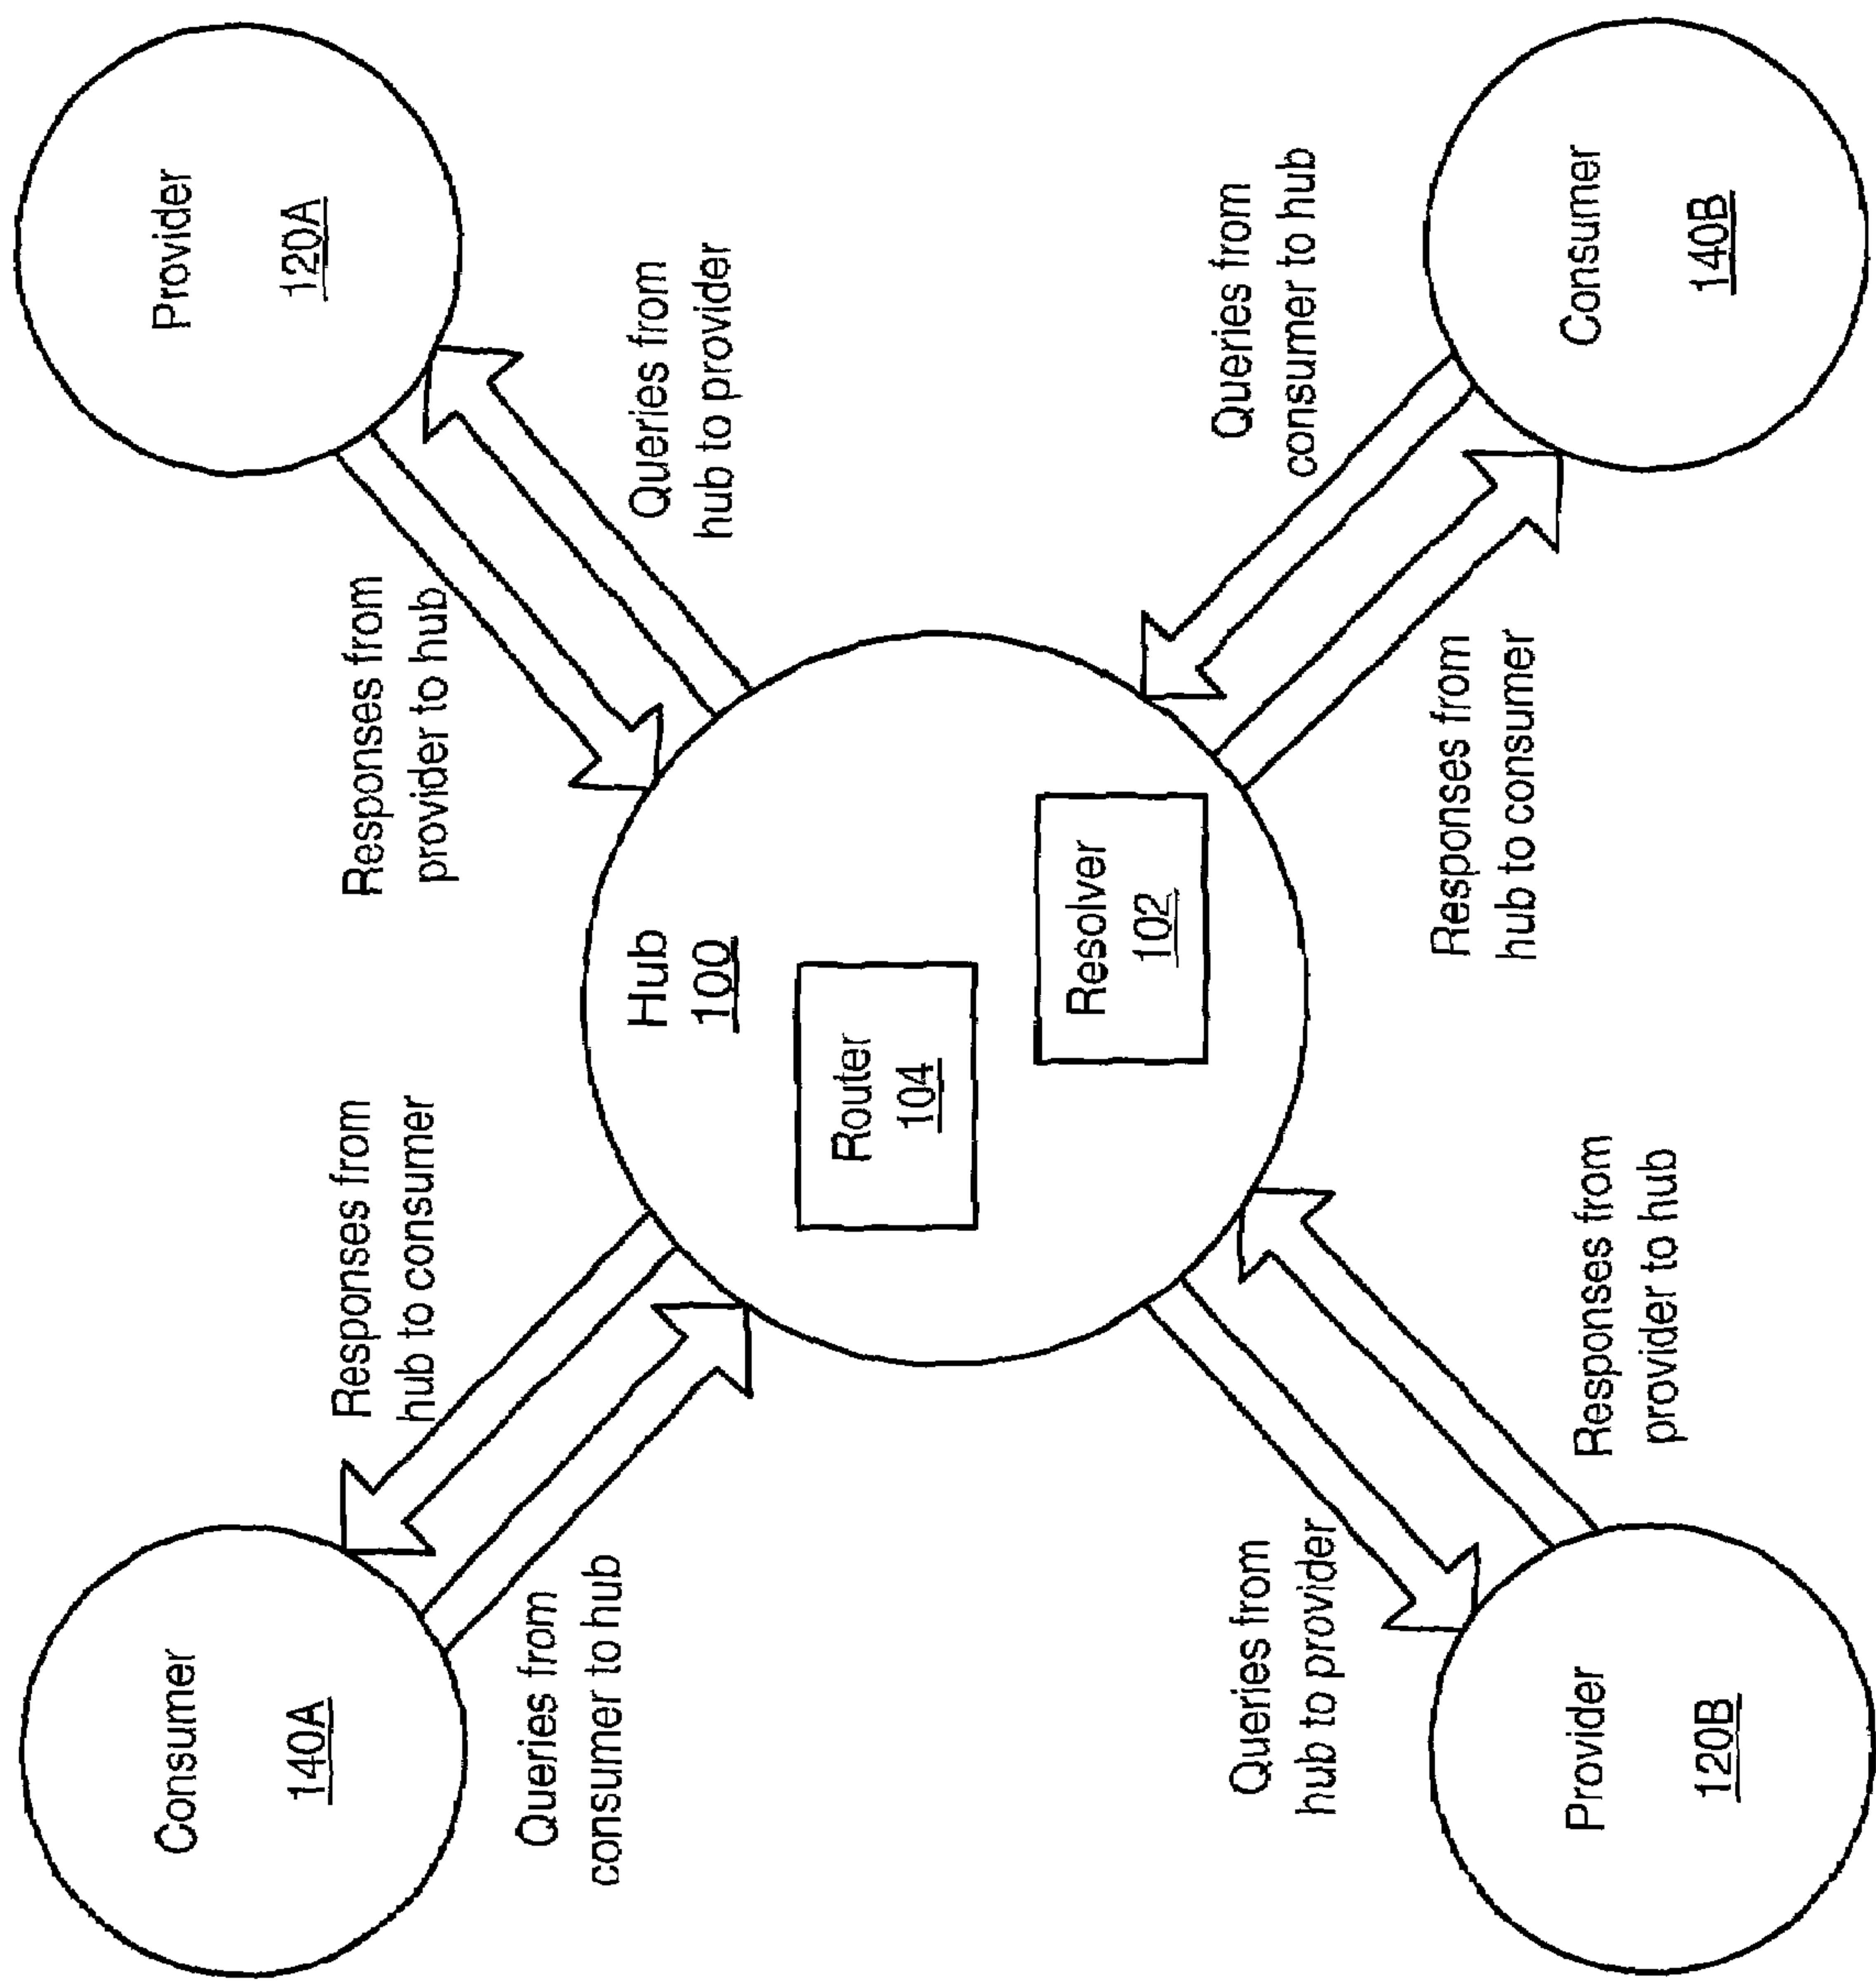 Consumer
140A
Responses from
hub to consumer
Queries from
consumer to hub
Responses from
provider to hub
Provider
120A
Queries from
hub to provider
Hub
100
Router
104
Resolver
102
Queries from
hub to provider
Provider
120B
Responses from
provider to hub
Queries from
consumer to hub
Responses from
hub to consumer
Consumer
140B